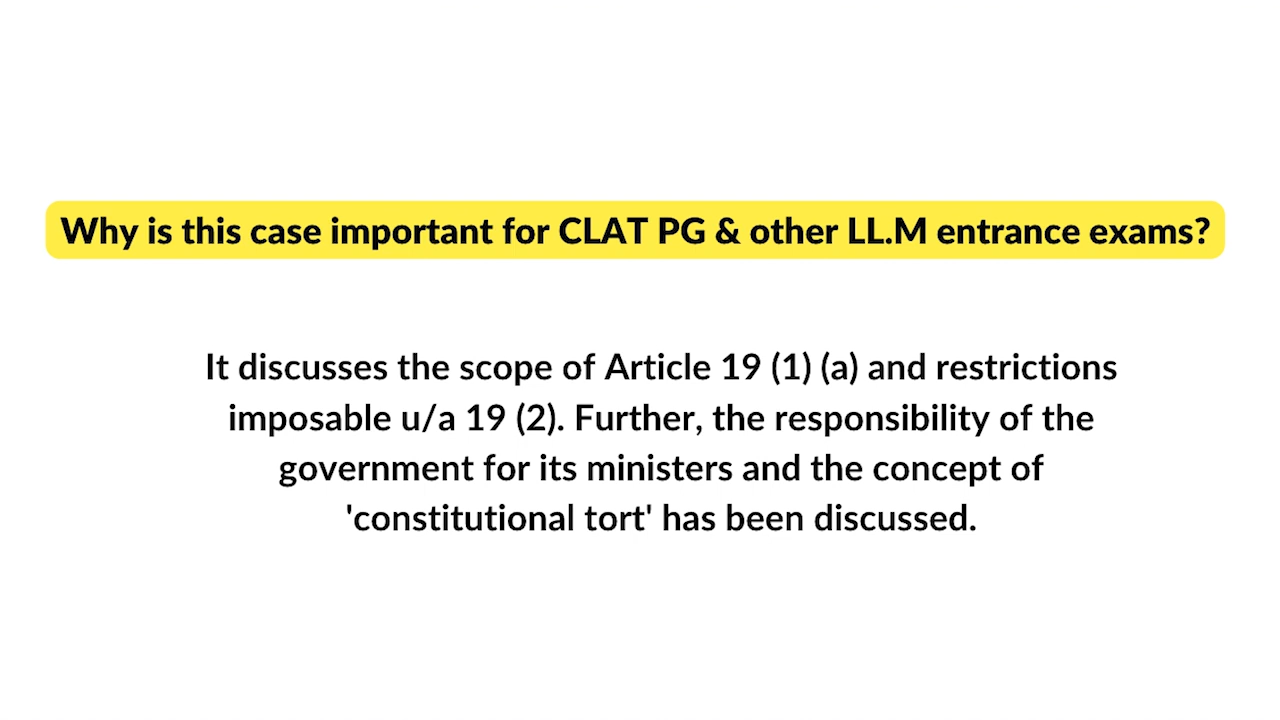 Why is this case important for CLAT PG & other LL.M entrance exams?
It discusses the scope of Article 19 (1) (a) and restrictions
imposable u/a 19 (2). Further, the responsibility of the
government for its ministers and the concept of
'constitutional tort' has been discussed.